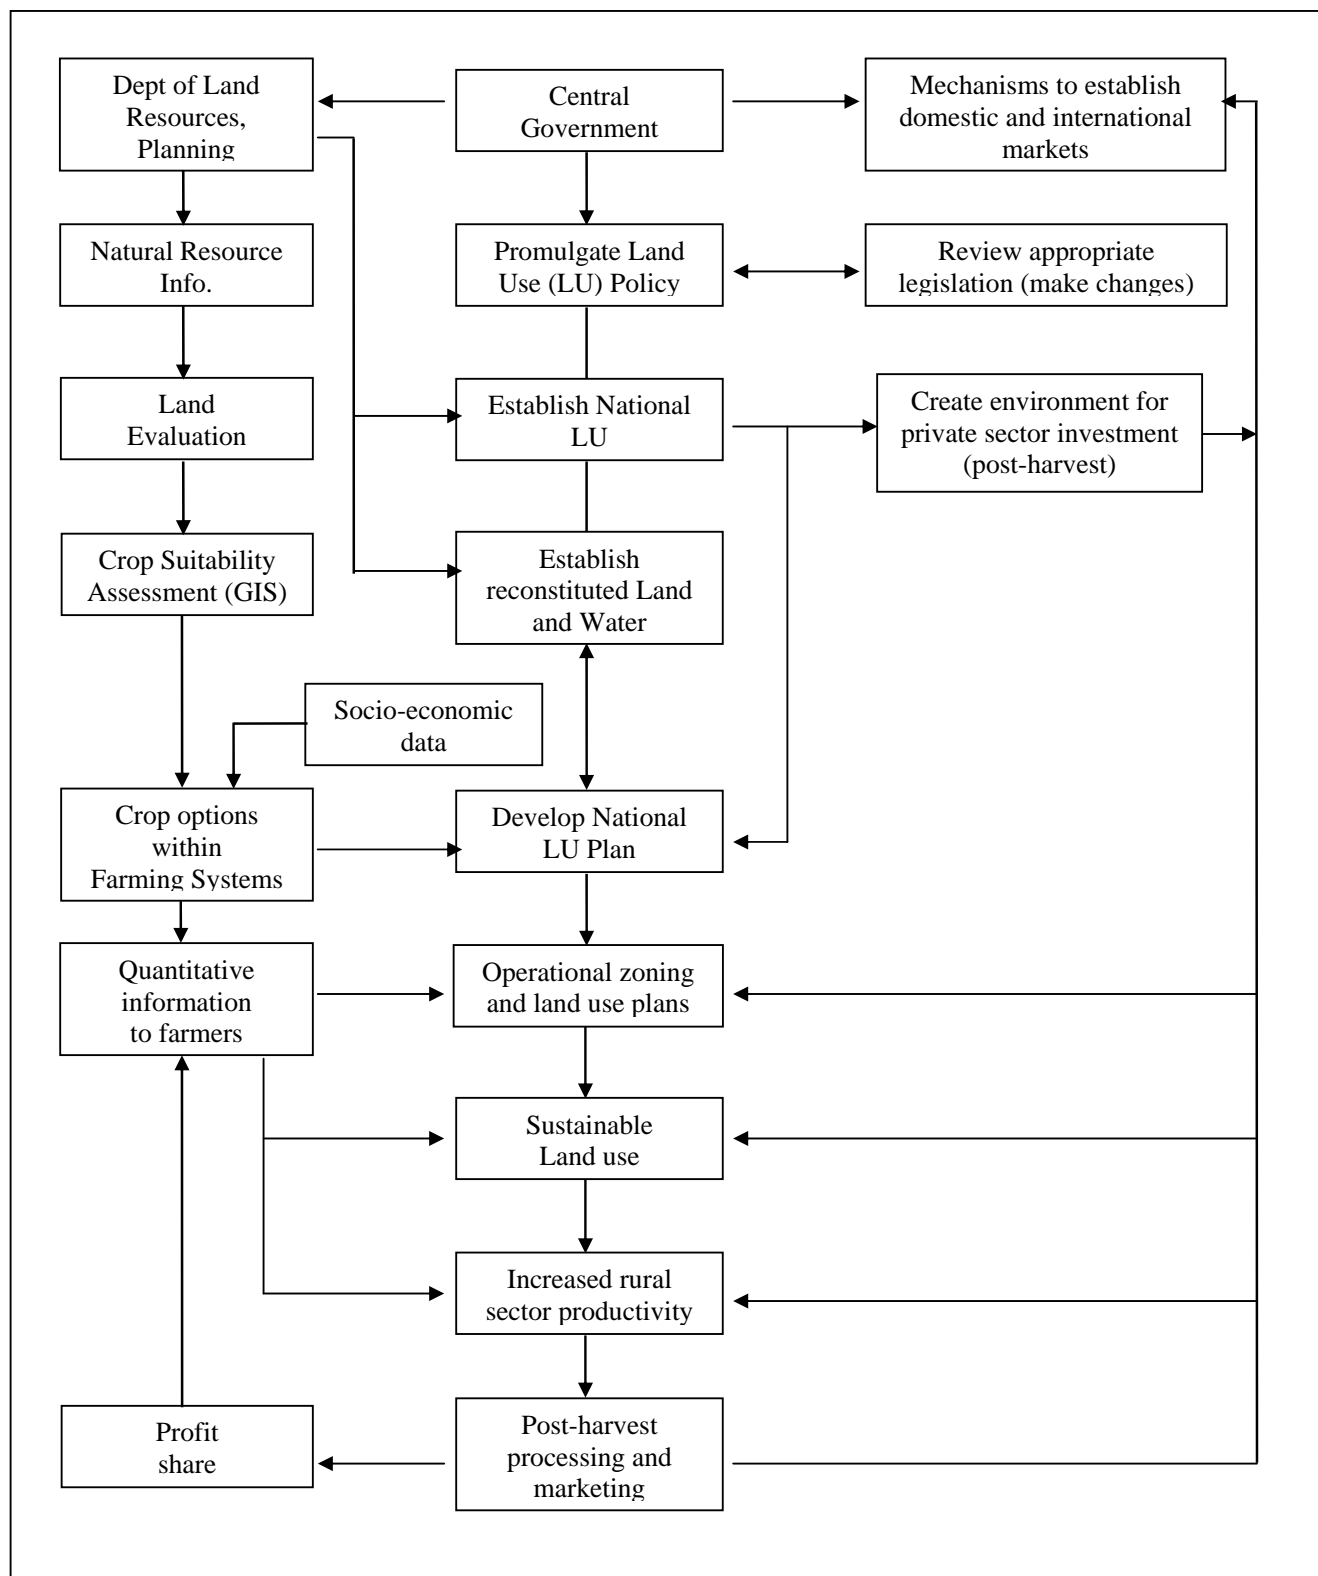 Dept of Land
Resources,
Planning
Central
Government
Mechanisms to establish
domestic and international
markets
Natural Resource
Info.
Promulgate Land
Use (LU) Policy
Review appropriate
legislation (make changes)
Land
Evaluation
Establish National
LU
Create environment for
private sector investment
(post-harvest)
Crop Suitability
Assessment (GIS)
Establish
reconstituted Land
and Water
Socio-economic
data
Crop options
within
Farming Systems
Develop National
LU Plan
Quantitative
information
to farmers
Operational zoning
and land use plans
Sustainable
Land use
Increased rural
sector productivity
Profit
share
Post-harvest
processing and
marketing